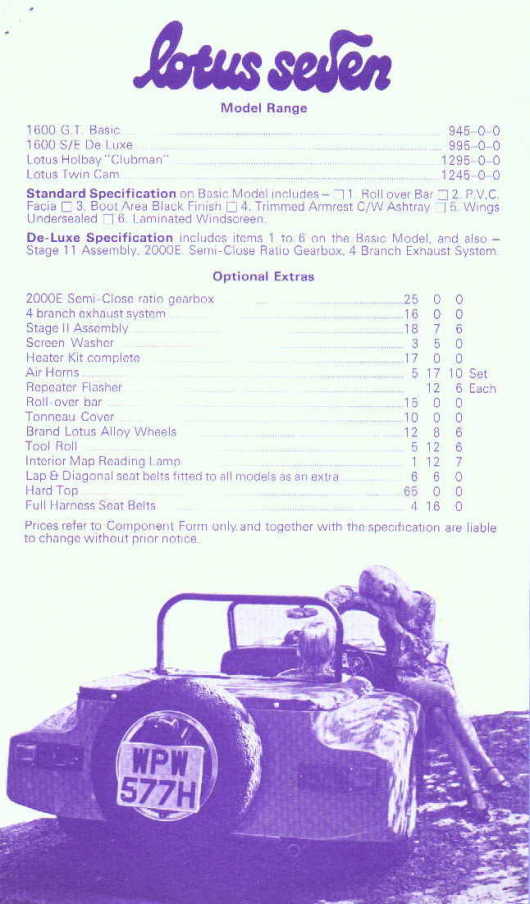 lotus seven
Model Range
1600 G.T. Basic 945-0-0
1600 S/E De Luxe 995-0-0
Lotus Holbay "Clubman" 1295-0-0
Lotus Twin Cam 1245-0-0
Standard Specification on Basic Model includes – □ 1. Roll over Bar □ 2. P.V.C.
Facia □ 3. Boot Area Black Finish □ 4. Trimmed Armrest C/W Ashtray □ 5. Wings
Undersealed □ 6. Laminated Windscreen.
De-Luxe Specification includes items 1 to 6 on the Basic Model, and also –
Stage 11 Assembly, 2000E. Semi-Close Ratio Gearbox, 4 Branch Exhaust System.
Optional Extras
2000E Semi-Close ratio gearbox 25 0 0
4 branch exhaust system 16 0 0
Stage II Assembly 18 7 6
Screen Washer 3 5 0
Heater Kit complete 17 0 0
Air Horns 5 17 10 Set
Repeater Flasher 12 6 Each
Roll-over bar 15 0 0
Tonneau Cover 10 0 0
Brand Lotus Alloy Wheels 12 8 6
Tool Roll 5 12 6
Interior Map Reading Lamp 1 12 7
Lap & Diagonal seat belts fitted to all models as an extra 6 6 0
Hard Top 65 0 0
Full Harness Seat Belts 4 16 0
Prices refer to Component Form only and together with the specification are liable
to change without prior notice.
WPW
577H